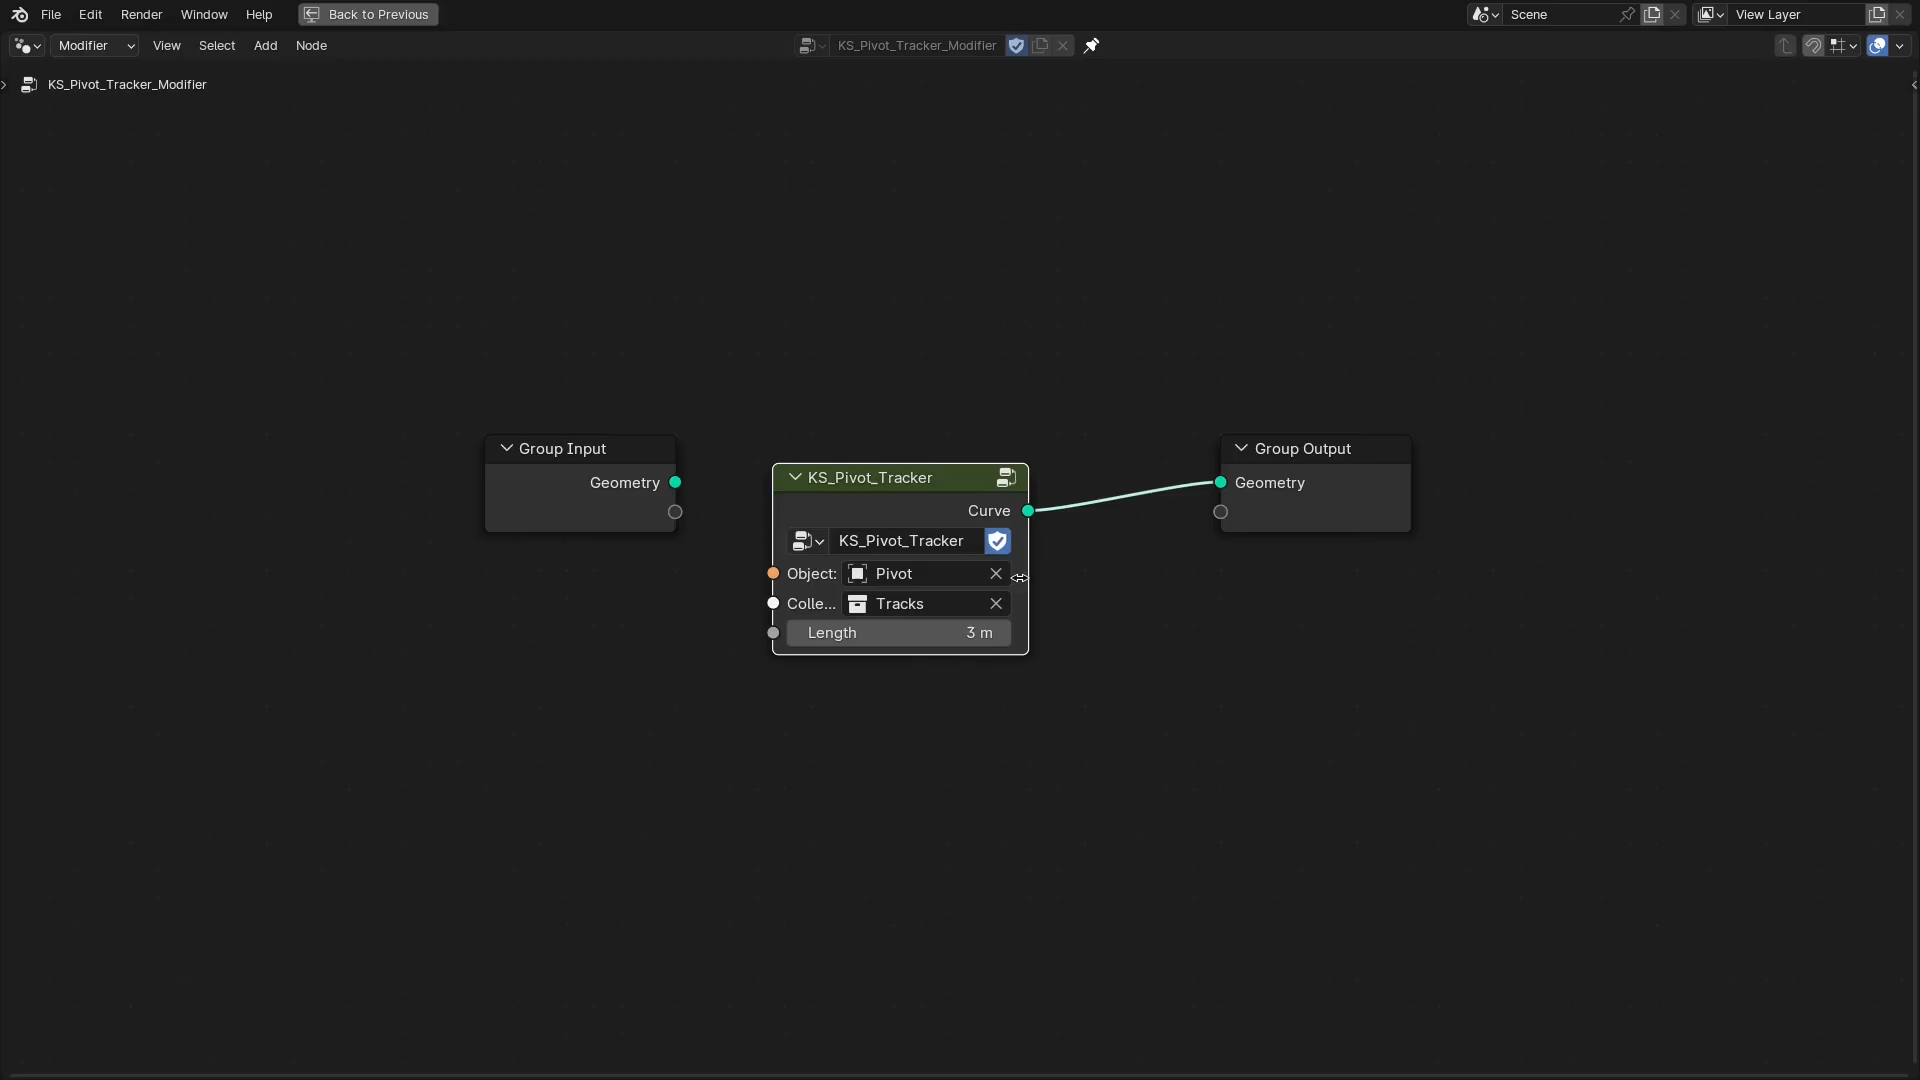 File Edit Render Window Help Back to Previous Scene View Layer
Modifier View Select Add Node KS_Pivot_Tracker_Modifier
KS_Pivot_Tracker_Modifier
Group Input
Geometry
KS_Pivot_Tracker
Curve
KS_Pivot_Tracker
Object: Pivot
Colle... Tracks
Length 3 m
Group Output
Geometry